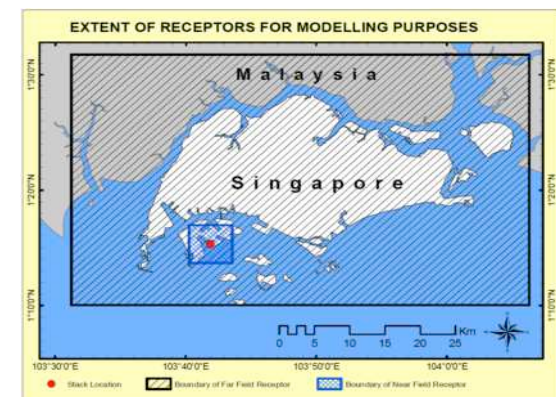 EXTENT OF RECEPTORS FOR MODELLING PURPOSES
Malaysia
Singapore
1°30'0"N
1°20'0"N
1°10'0"N
1°30'0"N
1°20'0"N
1°10'0"N
Km
0 5 10 15 20 25
103°30'0"E 103°40'0"E 103°50'0"E 104°0'0"E
Stack Location Boundary of Far Field Receptor Boundary of Near Field Receptor